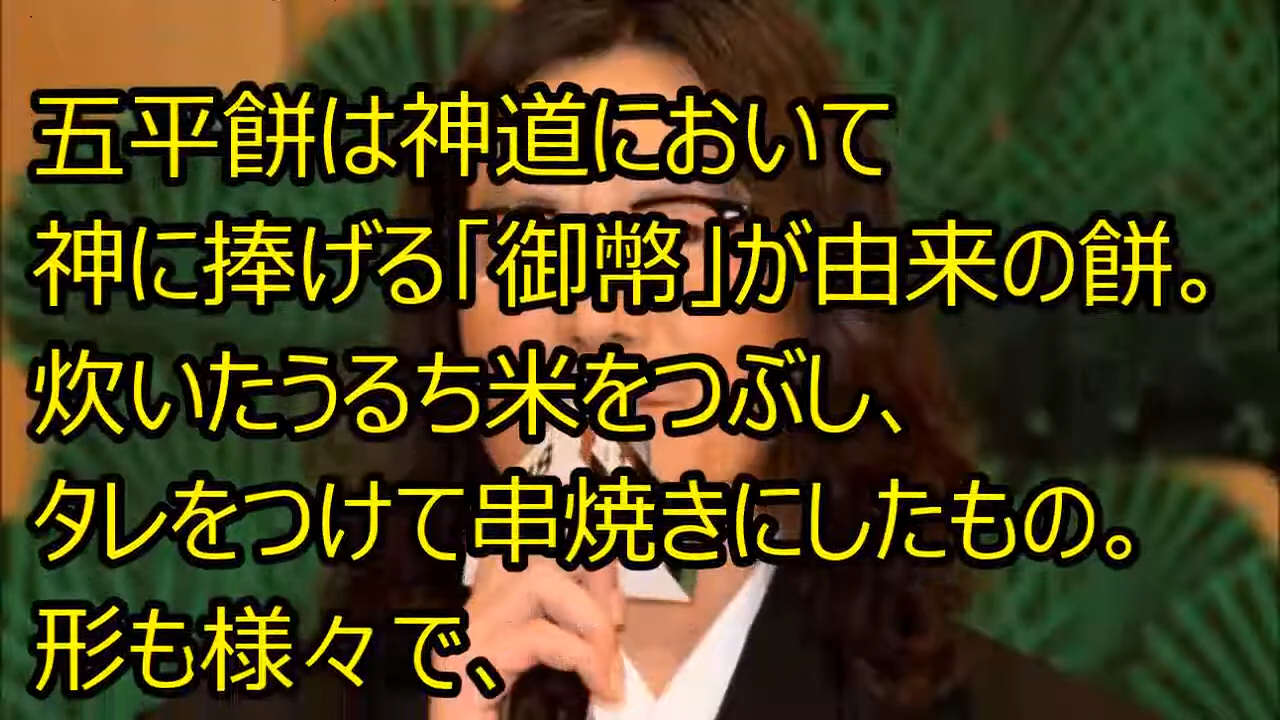 五平餅は神道において
神に捧げる｢御幣｣が由来の餅。
炊いたうるち米をつぶし、
タレをつけて串焼きにしたもの。
形も様々で、